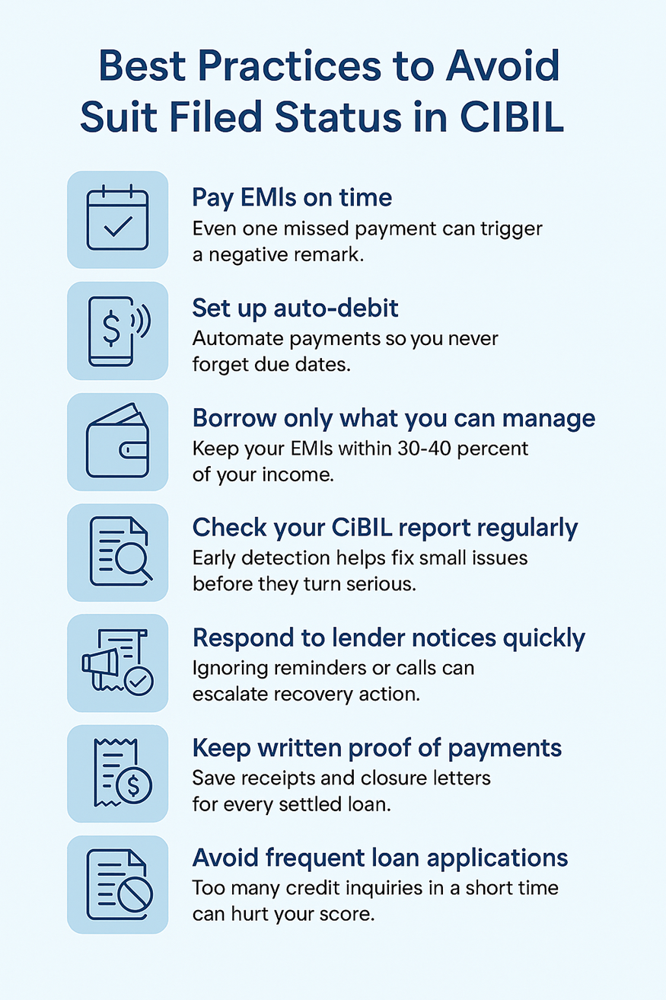 Best Practices to Avoid
Suit Filed Status in CIBIL
Pay EMIs on time
Even one missed payment can trigger
a negative remark.
$
Set up auto-debit
Automate payments so you never
forget due dates.
Borrow only what you can manage
Keep your EMIs within 30-40 percent
of your income.
Check your CiBIL report regularly
Early detection helps fix small issues
before they turn serious.
Respond to lender notices quickly
Ignoring reminders or calls can
escalate recovery action.
$
Keep written proof of payments
Save receipts and closure letters
for every settled loan.
Avoid frequent loan applications
Too many credit inquiries in a short time
can hurt your score.